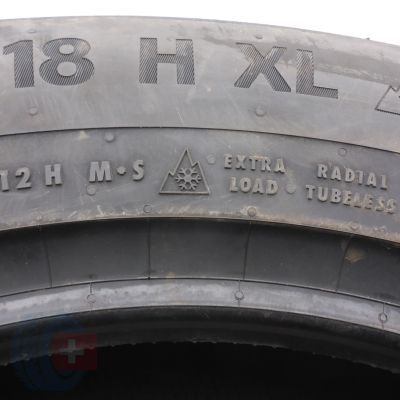 18 H XL
12 H M•S EXTRA LOAD RADIAL TUBELESS